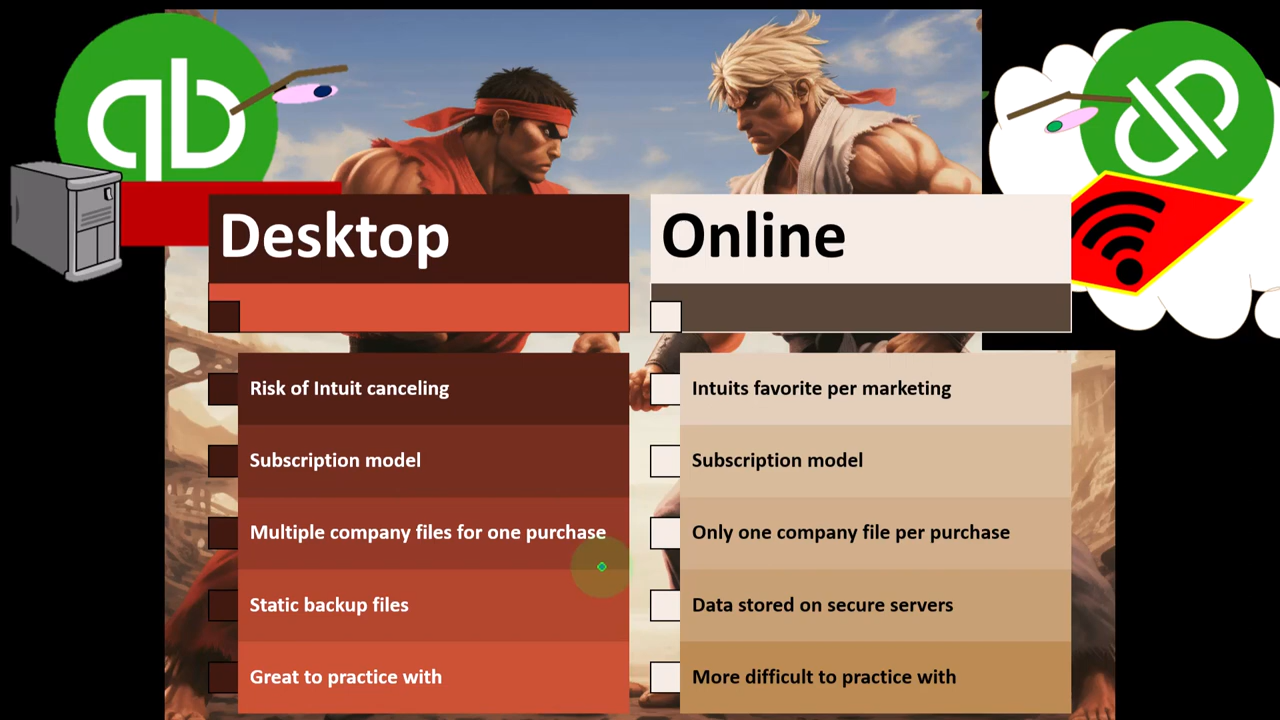 qb
qb
Desktop
Online
Risk of Intuit canceling
Intuits favorite per marketing
Subscription model
Subscription model
Multiple company files for one purchase
Only one company file per purchase
Static backup files
Data stored on secure servers
Great to practice with
More difficult to practice with